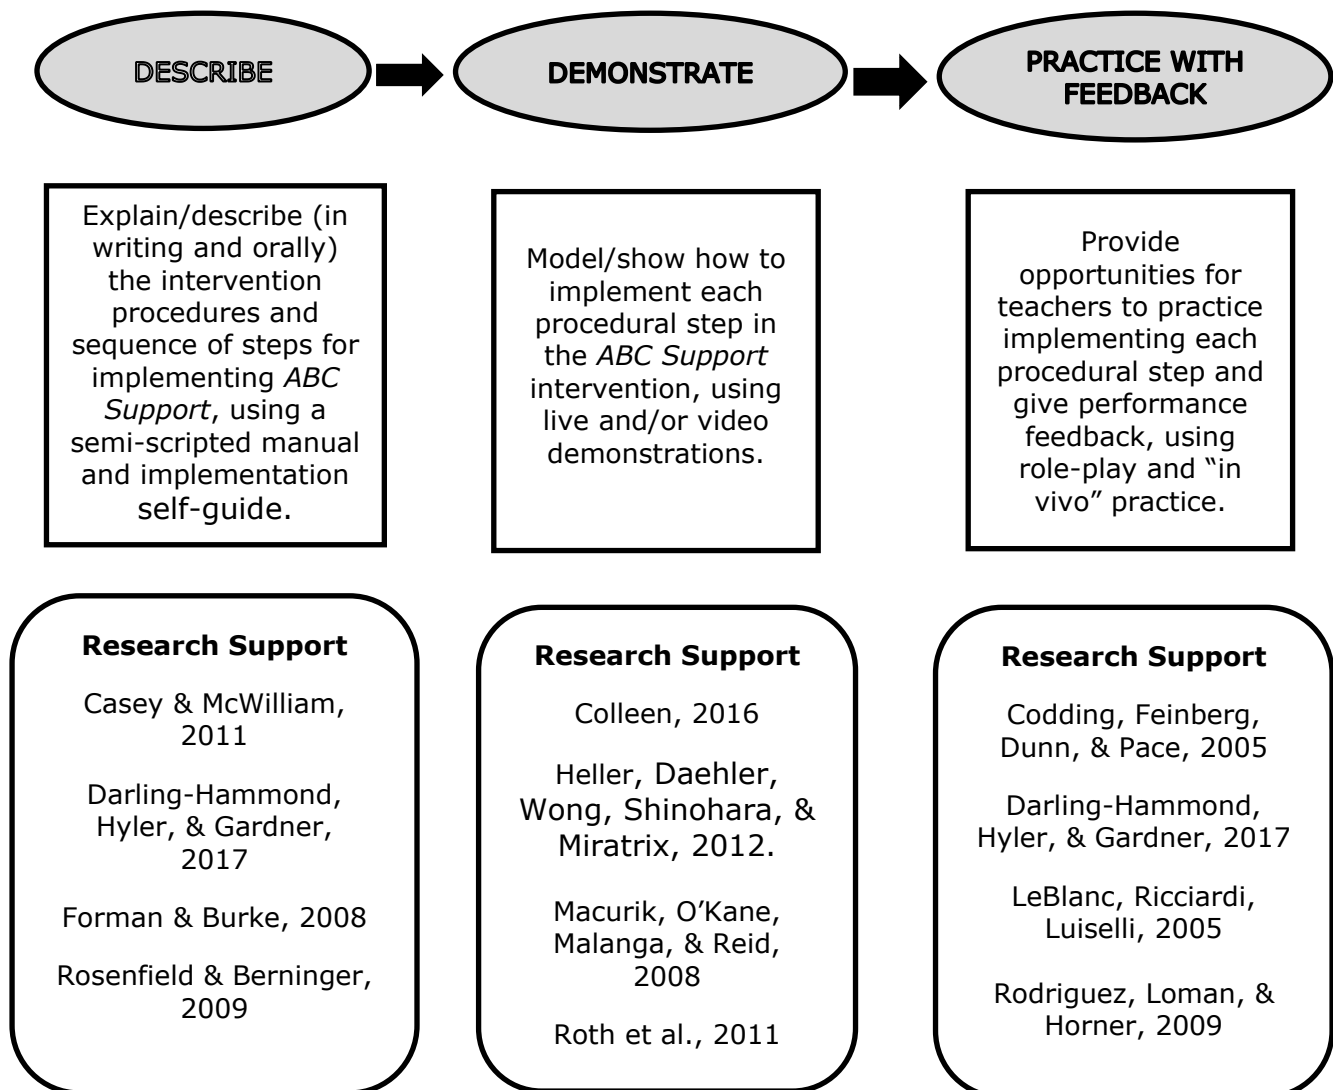 DESCRIBE
DEMONSTRATE
PRACTICE WITH
FEEDBACK
Explain/describe (in
writing and orally)
the intervention
procedures and
sequence of steps for
implementing ABC
Support, using a
semi-scripted manual
and implementation
self-guide.
Model/show how to
implement each
procedural step in
the ABC Support
intervention, using
live and/or video
demonstrations.
Provide
opportunities for
teachers to practice
implementing each
procedural step and
give performance
feedback, using
role-play and “in
vivo” practice.
Research Support
Casey & McWilliam,
2011
Darling-Hammond,
Hyler, & Gardner,
2017
Forman & Burke, 2008
Rosenfield & Berninger,
2009
Research Support
Colleen, 2016
Heller, Daehler,
Wong, Shinohara, &
Miratrix, 2012.
Macurik, O’Kane,
Malanga, & Reid,
2008
Roth et al., 2011
Research Support
Codding, Feinberg,
Dunn, & Pace, 2005
Darling-Hammond,
Hyler, & Gardner, 2017
LeBlanc, Ricciardi,
Luiselli, 2005
Rodriguez, Loman, &
Horner, 2009